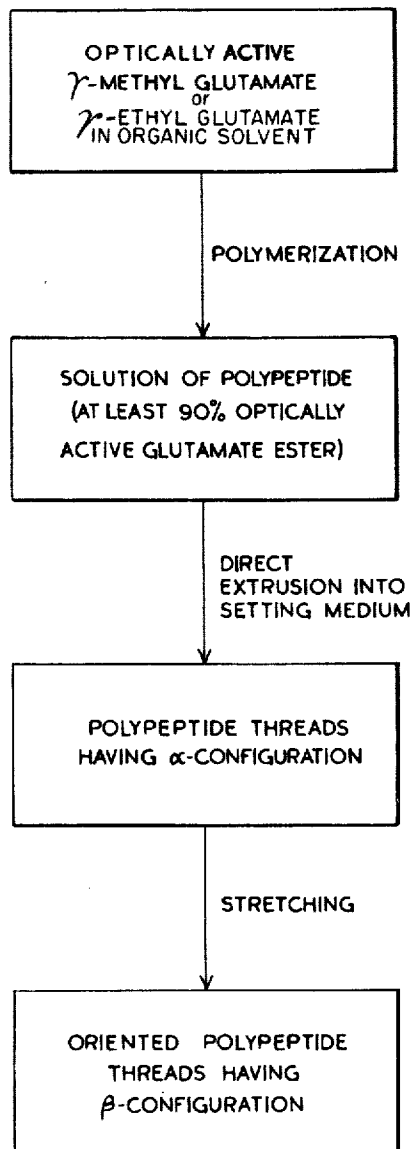 OPTICALLY ACTIVE
γ-METHYL GLUTAMATE
or
γ-ETHYL GLUTAMATE
IN ORGANIC SOLVENT
POLYMERIZATION
SOLUTION OF POLYPEPTIDE
(AT LEAST 90% OPTICALLY
ACTIVE GLUTAMATE ESTER)
DIRECT
EXTRUSION INTO
SETTING MEDIUM
POLYPEPTIDE THREADS
HAVING α-CONFIGURATION
STRETCHING
ORIENTED POLYPEPTIDE
THREADS HAVING
β-CONFIGURATION